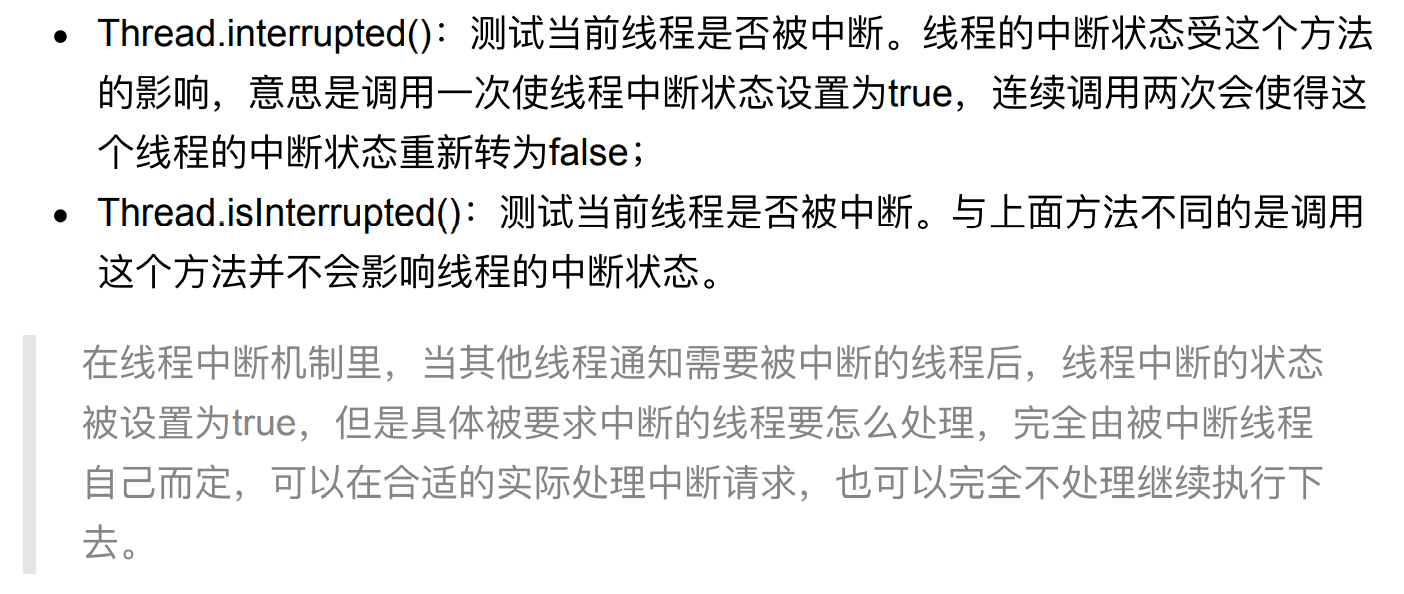 • Thread.interrupted()：测试当前线程是否被中断。线程的中断状态受这个方法
的影响，意思是调用一次使线程中断状态设置为true，连续调用两次会使得这
个线程的中断状态重新转为false；
• Thread.isInterrupted()：测试当前线程是否被中断。与上面方法不同的是调用
这个方法并不会影响线程的中断状态。
在线程中断机制里，当其他线程通知需要被中断的线程后，线程中断的状态
被设置为true，但是具体被要求中断的线程要怎么处理，完全由被中断线程
自己而定，可以在合适的实际处理中断请求，也可以完全不处理继续执行下
去。